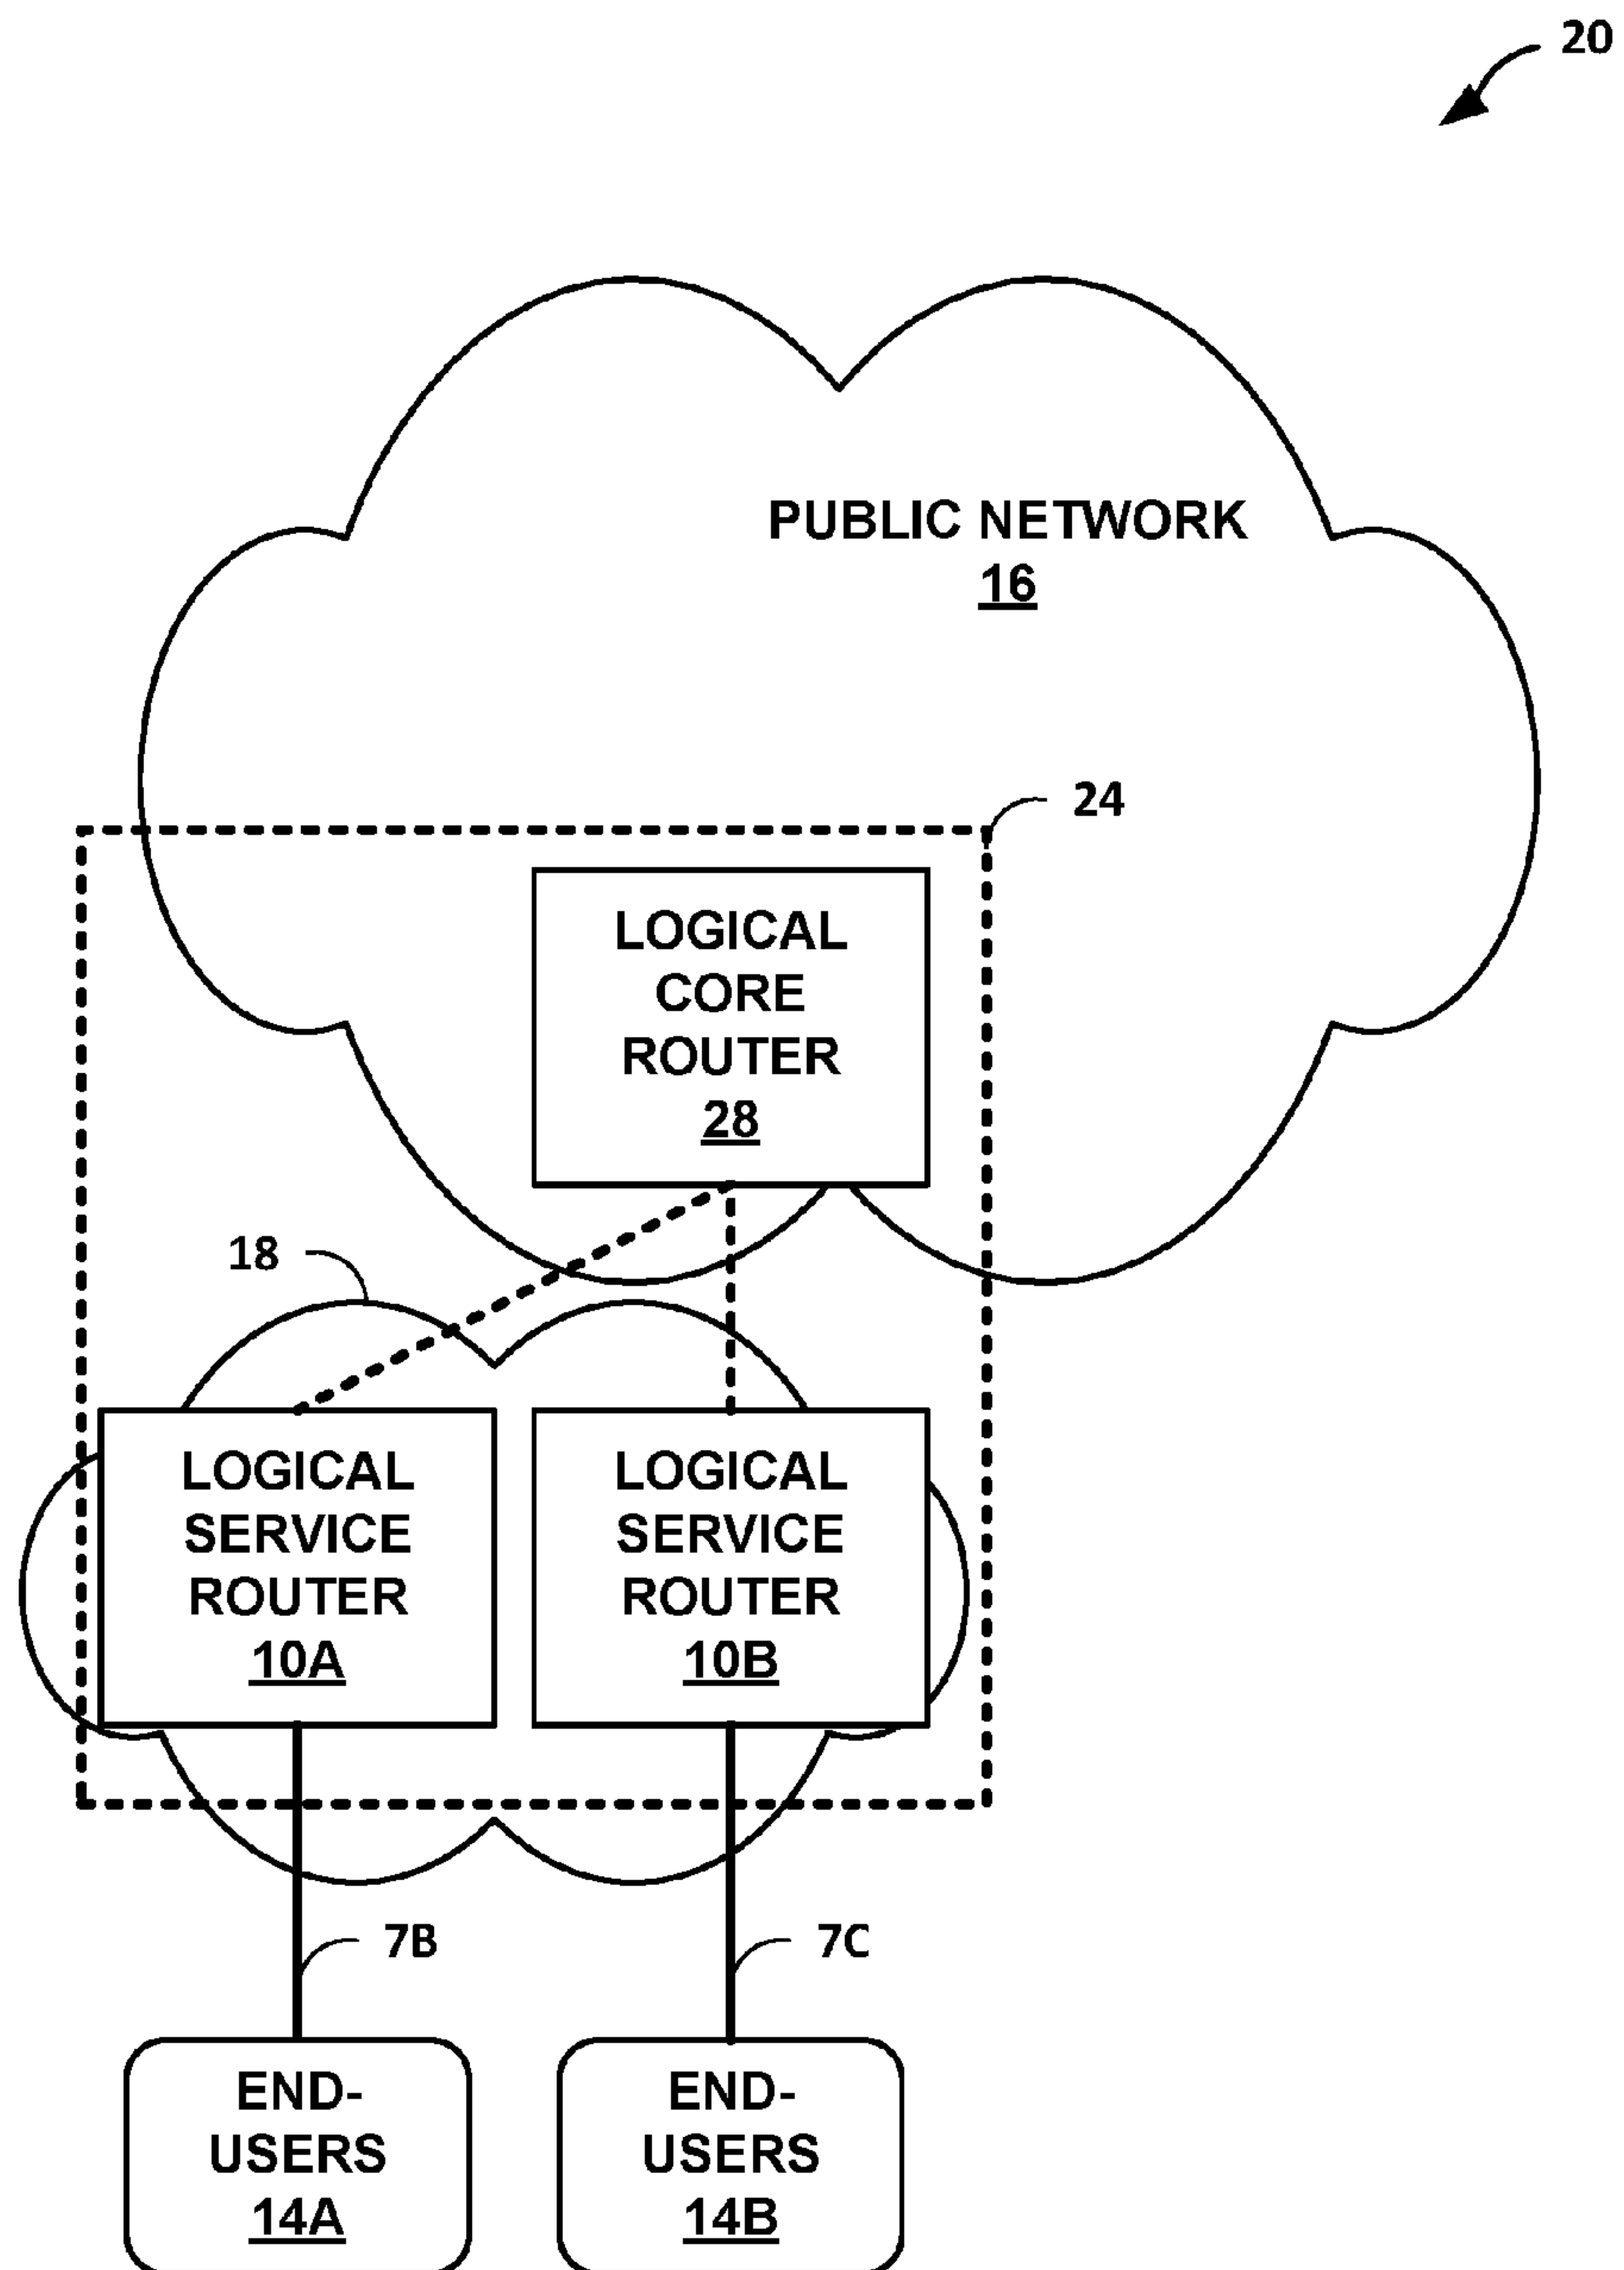 20
PUBLIC NETWORK
16
24
LOGICAL
CORE
ROUTER
28
18
LOGICAL
SERVICE
ROUTER
10A
LOGICAL
SERVICE
ROUTER
10B
7B
7C
END-
USERS
14A
END-
USERS
14B